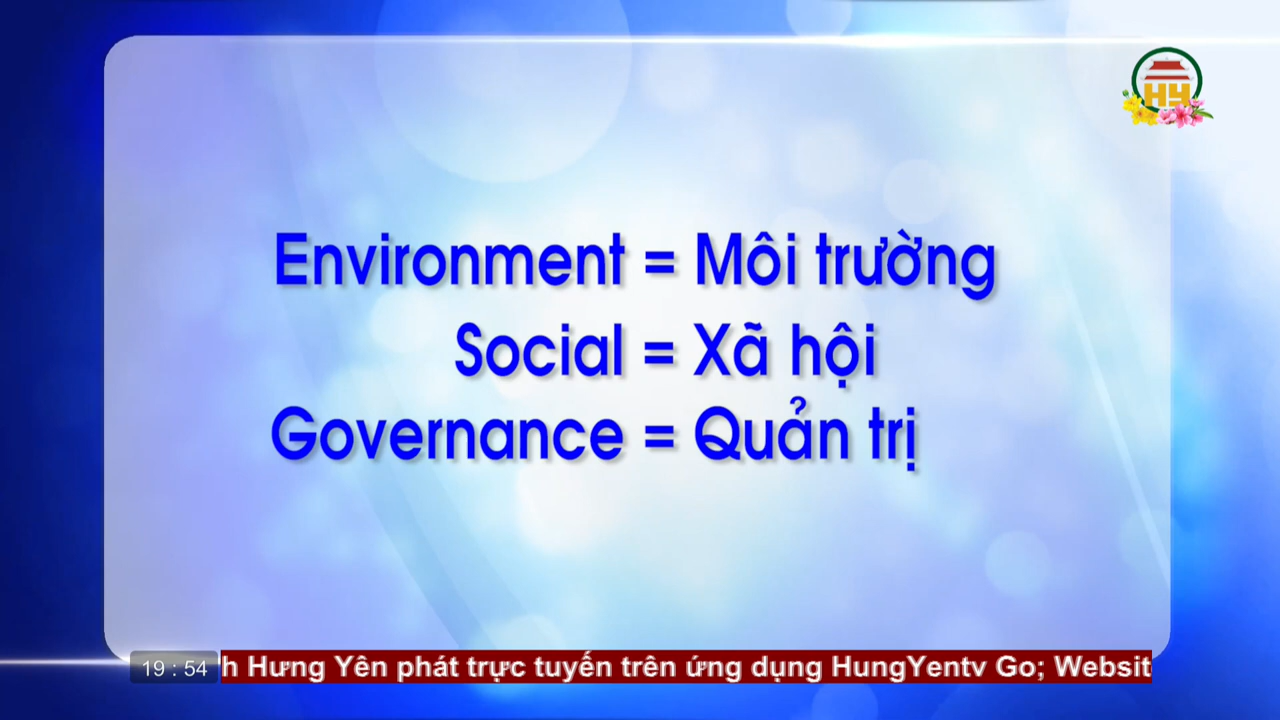 HY
Environment = Môi trường
Social = Xã hội
Governance = Quản trị
19 : 54
h Hưng Yên phát trực tuyến trên ứng dụng HungYentv Go; Websit